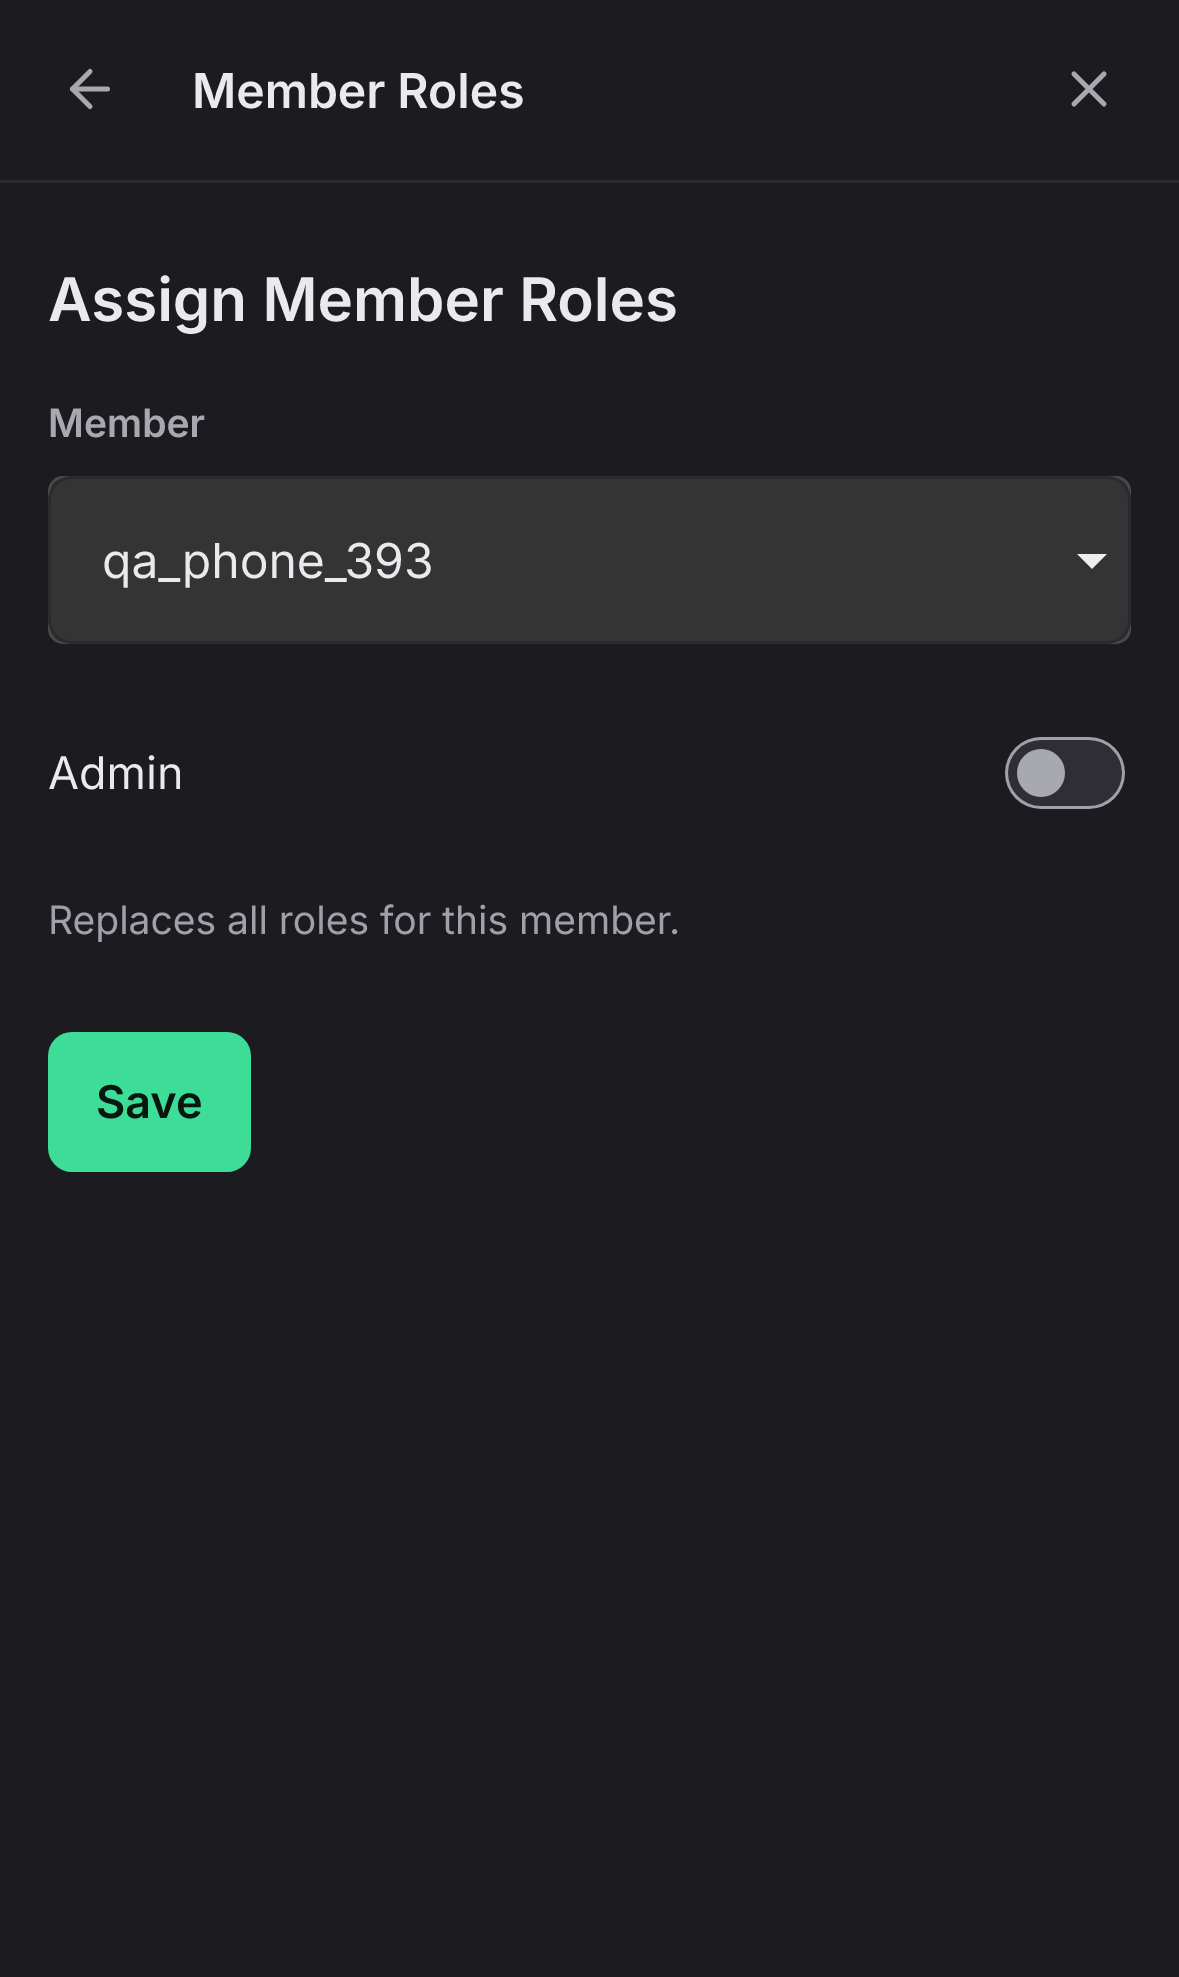 Member Roles
Assign Member Roles
Member
qa_phone_393
Admin
Replaces all roles for this member.
Save